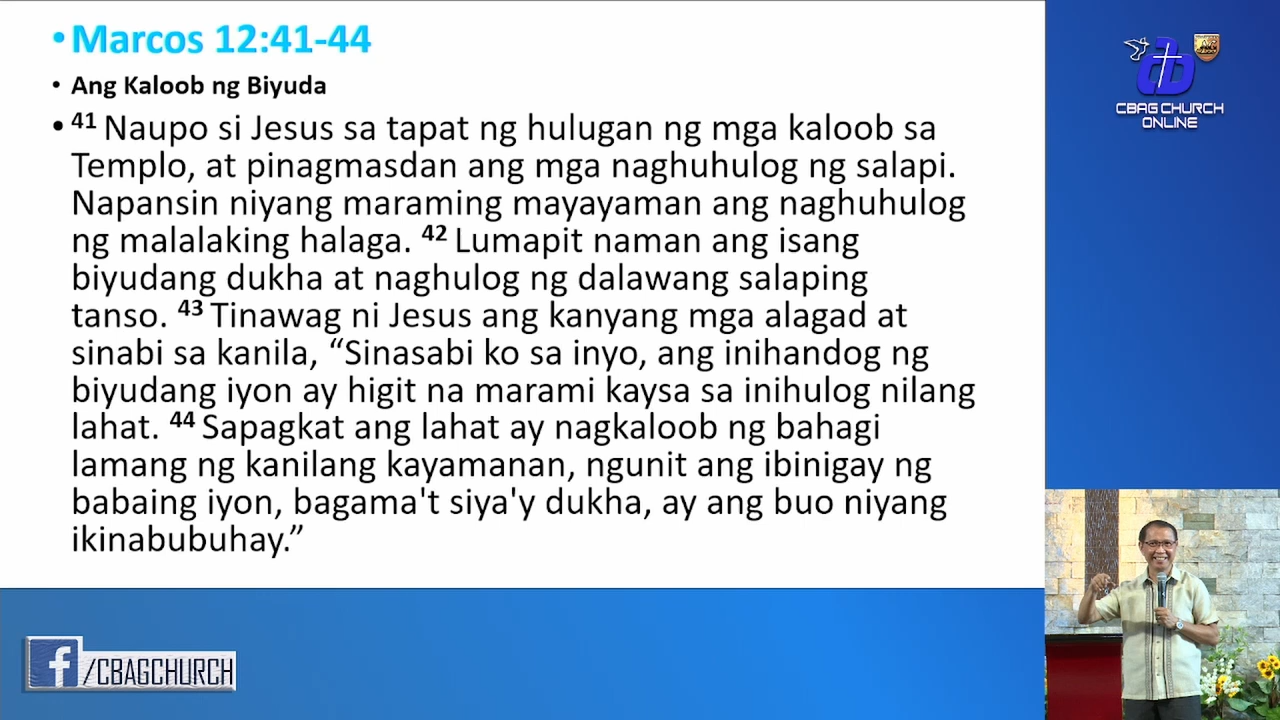 Marcos 12:41-44
Ang Kaloob ng Biyuda
41 Naupo si Jesus sa tapat ng hulugan ng mga kaloob sa
Templo, at pinagmasdan ang mga naghuhulog ng salapi.
Napansin niyang maraming mayayaman ang naghuhulog
ng malalaking halaga. 42 Lumapit naman ang isang
biyudang dukha at naghulog ng dalawang salaping
tanso. 43 Tinawag ni Jesus ang kanyang mga alagad at
sinabi sa kanila, “Sinasabi ko sa inyo, ang inihandog ng
biyudang iyon ay higit na marami kaysa sa inihulog nilang
lahat. 44 Sapagkat ang lahat ay nagkaloob ng bahagi
lamang ng kanilang kayamanan, ngunit ang ibinigay ng
babaing iyon, bagama't siya'y dukha, ay ang buo niyang
ikinabubuhay.”
CBAG CHURCH
ONLINE
f/CBAGCHURCH